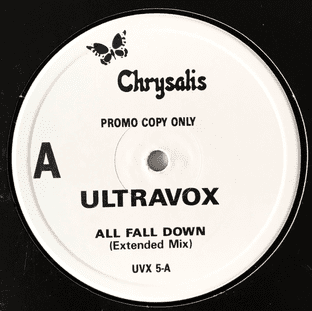 Chrysalis
PROMO COPY ONLY
A
ULTRAVOX
ALL FALL DOWN
(Extended Mix)
UVX 5-A